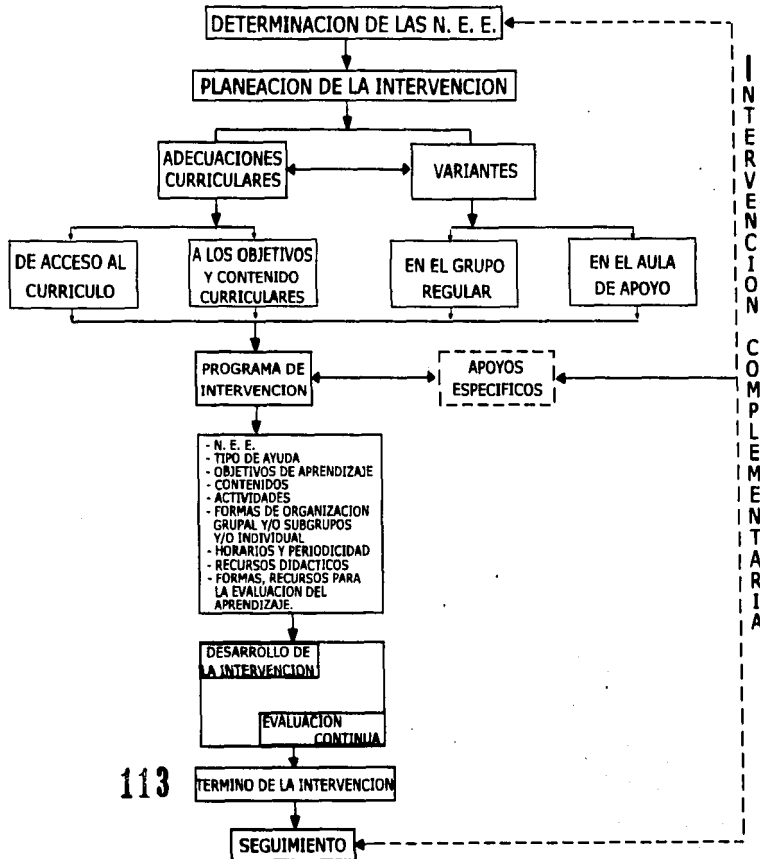 DETERMINACION DE LAS N. E. E.
PLANEACION DE LA INTERVENCION
ADECUACIONES
CURRICULARES
VARIANTES
DE ACCESO AL
CURRICULO
A LOS OBJETIVOS
Y CONTENIDO
CURRICULARES
EN EL GRUPO
REGULAR
EN EL AULA
DE APOYO
PROGRAMA DE
INTERVENCION
APOYOS
ESPECIFICOS
- N. E. E.
- TIPO DE AYUDA
- OBJETIVOS DE APRENDIZAJE
- CONTENIDOS
- ACTIVIDADES
- FORMAS DE ORGANIZACION
GRUPAL Y/O SUBGRUPOS
Y/O INDIVIDUAL
- HORARIOS Y PERIODICIDAD
- RECURSOS DIDACTICOS
- FORMAS, RECURSOS PARA
LA EVALUACION DEL
APRENDIZAJE.
DESARROLLO DE
LA INTERVENCION
EVALUACION
CONTINUA
113
TERMINO DE LA INTERVENCION
SEGUIMIENTO
INTERVENCION COMPLEMENTARIA